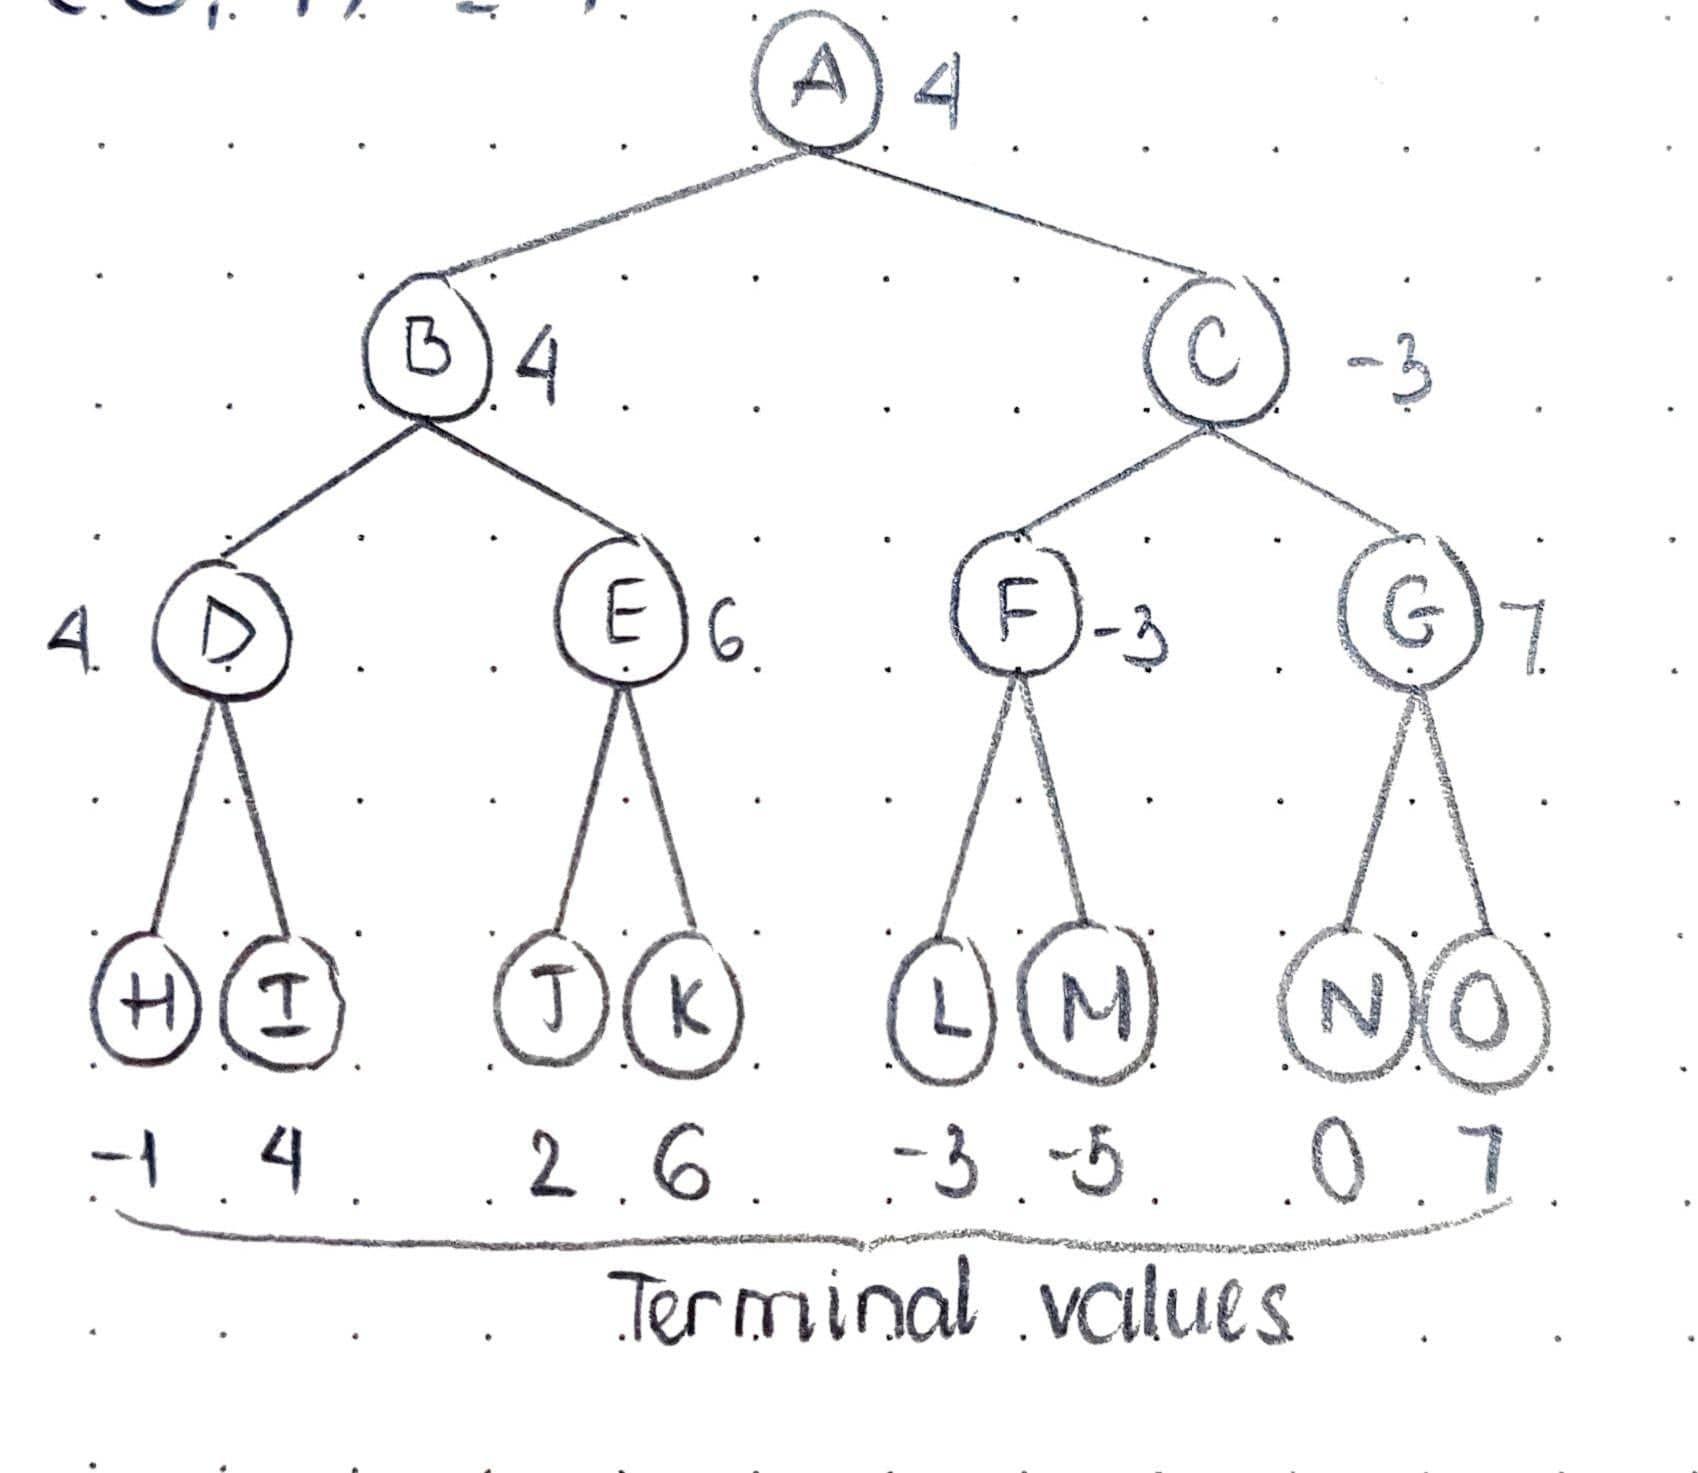 A 4
B 4 C -3
4 D E 6 F -3 G 7
H I J K L M N O
-1 4 2 6 -3 -5 0 7
Terminal values